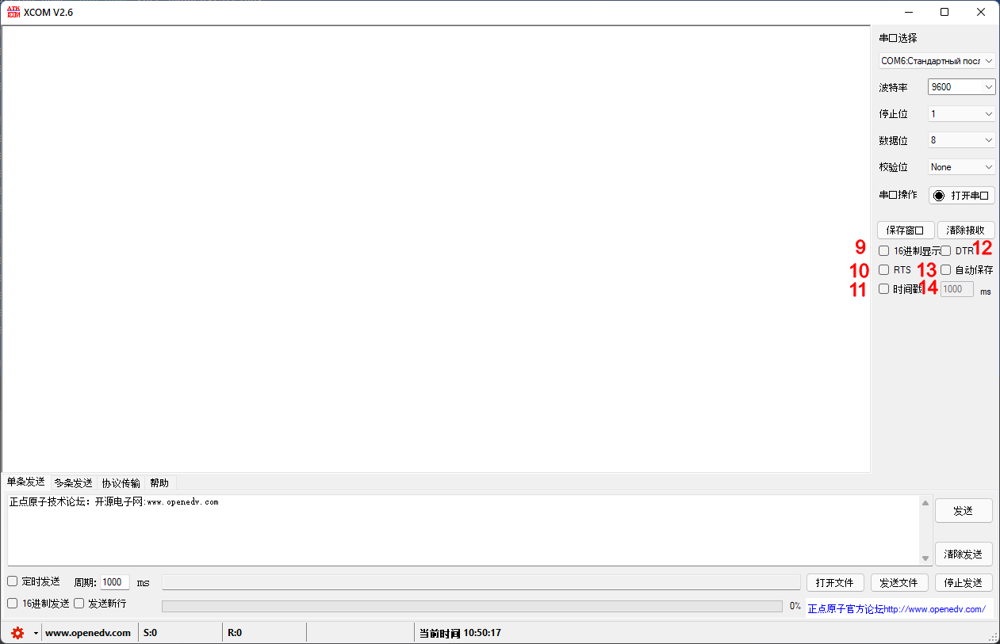 ATK XCOM XCOM V2.6
串口选择
COM6:Стандартный посл
波特率 9600
停止位 1
数据位 8
校验位 None
串口操作 打开串口
保存窗口 清除接收
9 16进制显示 DTR 12
10 RTS 13 自动保存
11 时间戳 14 1000 ms
单条发送 多条发送 协议传输 帮助
正点原子技术论坛：开源电子网:www.openedv.com
发送
清除发送
定时发送 周期: 1000 ms 打开文件 发送文件 停止发送
16进制发送 发送新行 0% 正点原子官方论坛http://www.openedv.com/
www.openedv.com S:0 R:0 当前时间 10:50:17